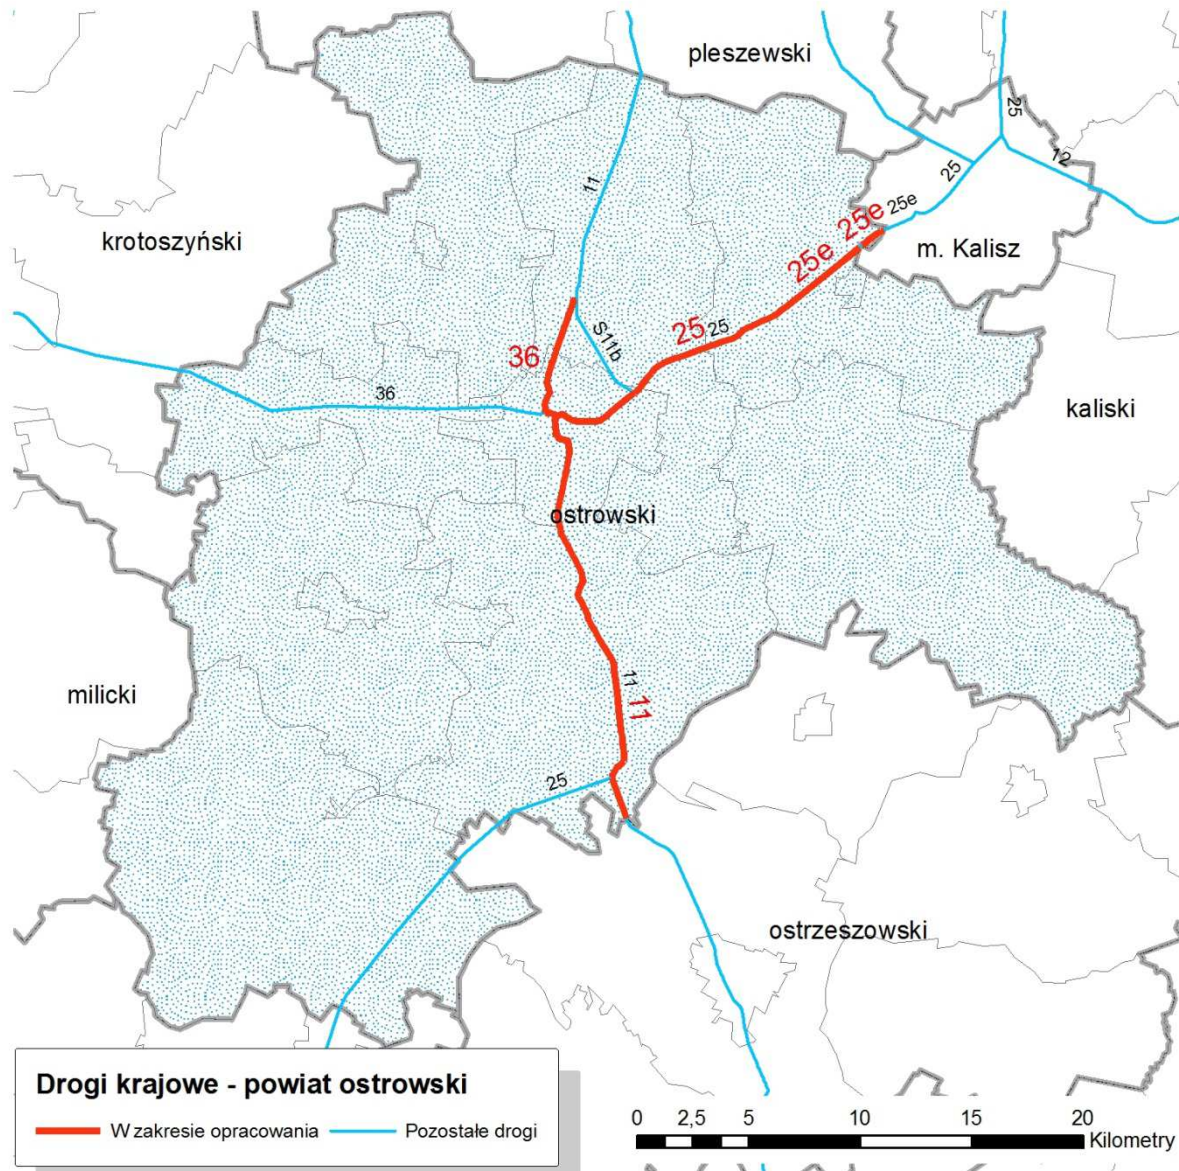 pleszewski
25
12
11
25
25e
25e
krotoszyński
m. Kalisz
25e
25
25
S11b
36
36
kaliski
ostrowski
milicki
11
11
25
ostrzeszowski
Drogi krajowe - powiat ostrowski
W zakresie opracowania
Pozostałe drogi
0 2,5 5 10 15 20
Kilometry